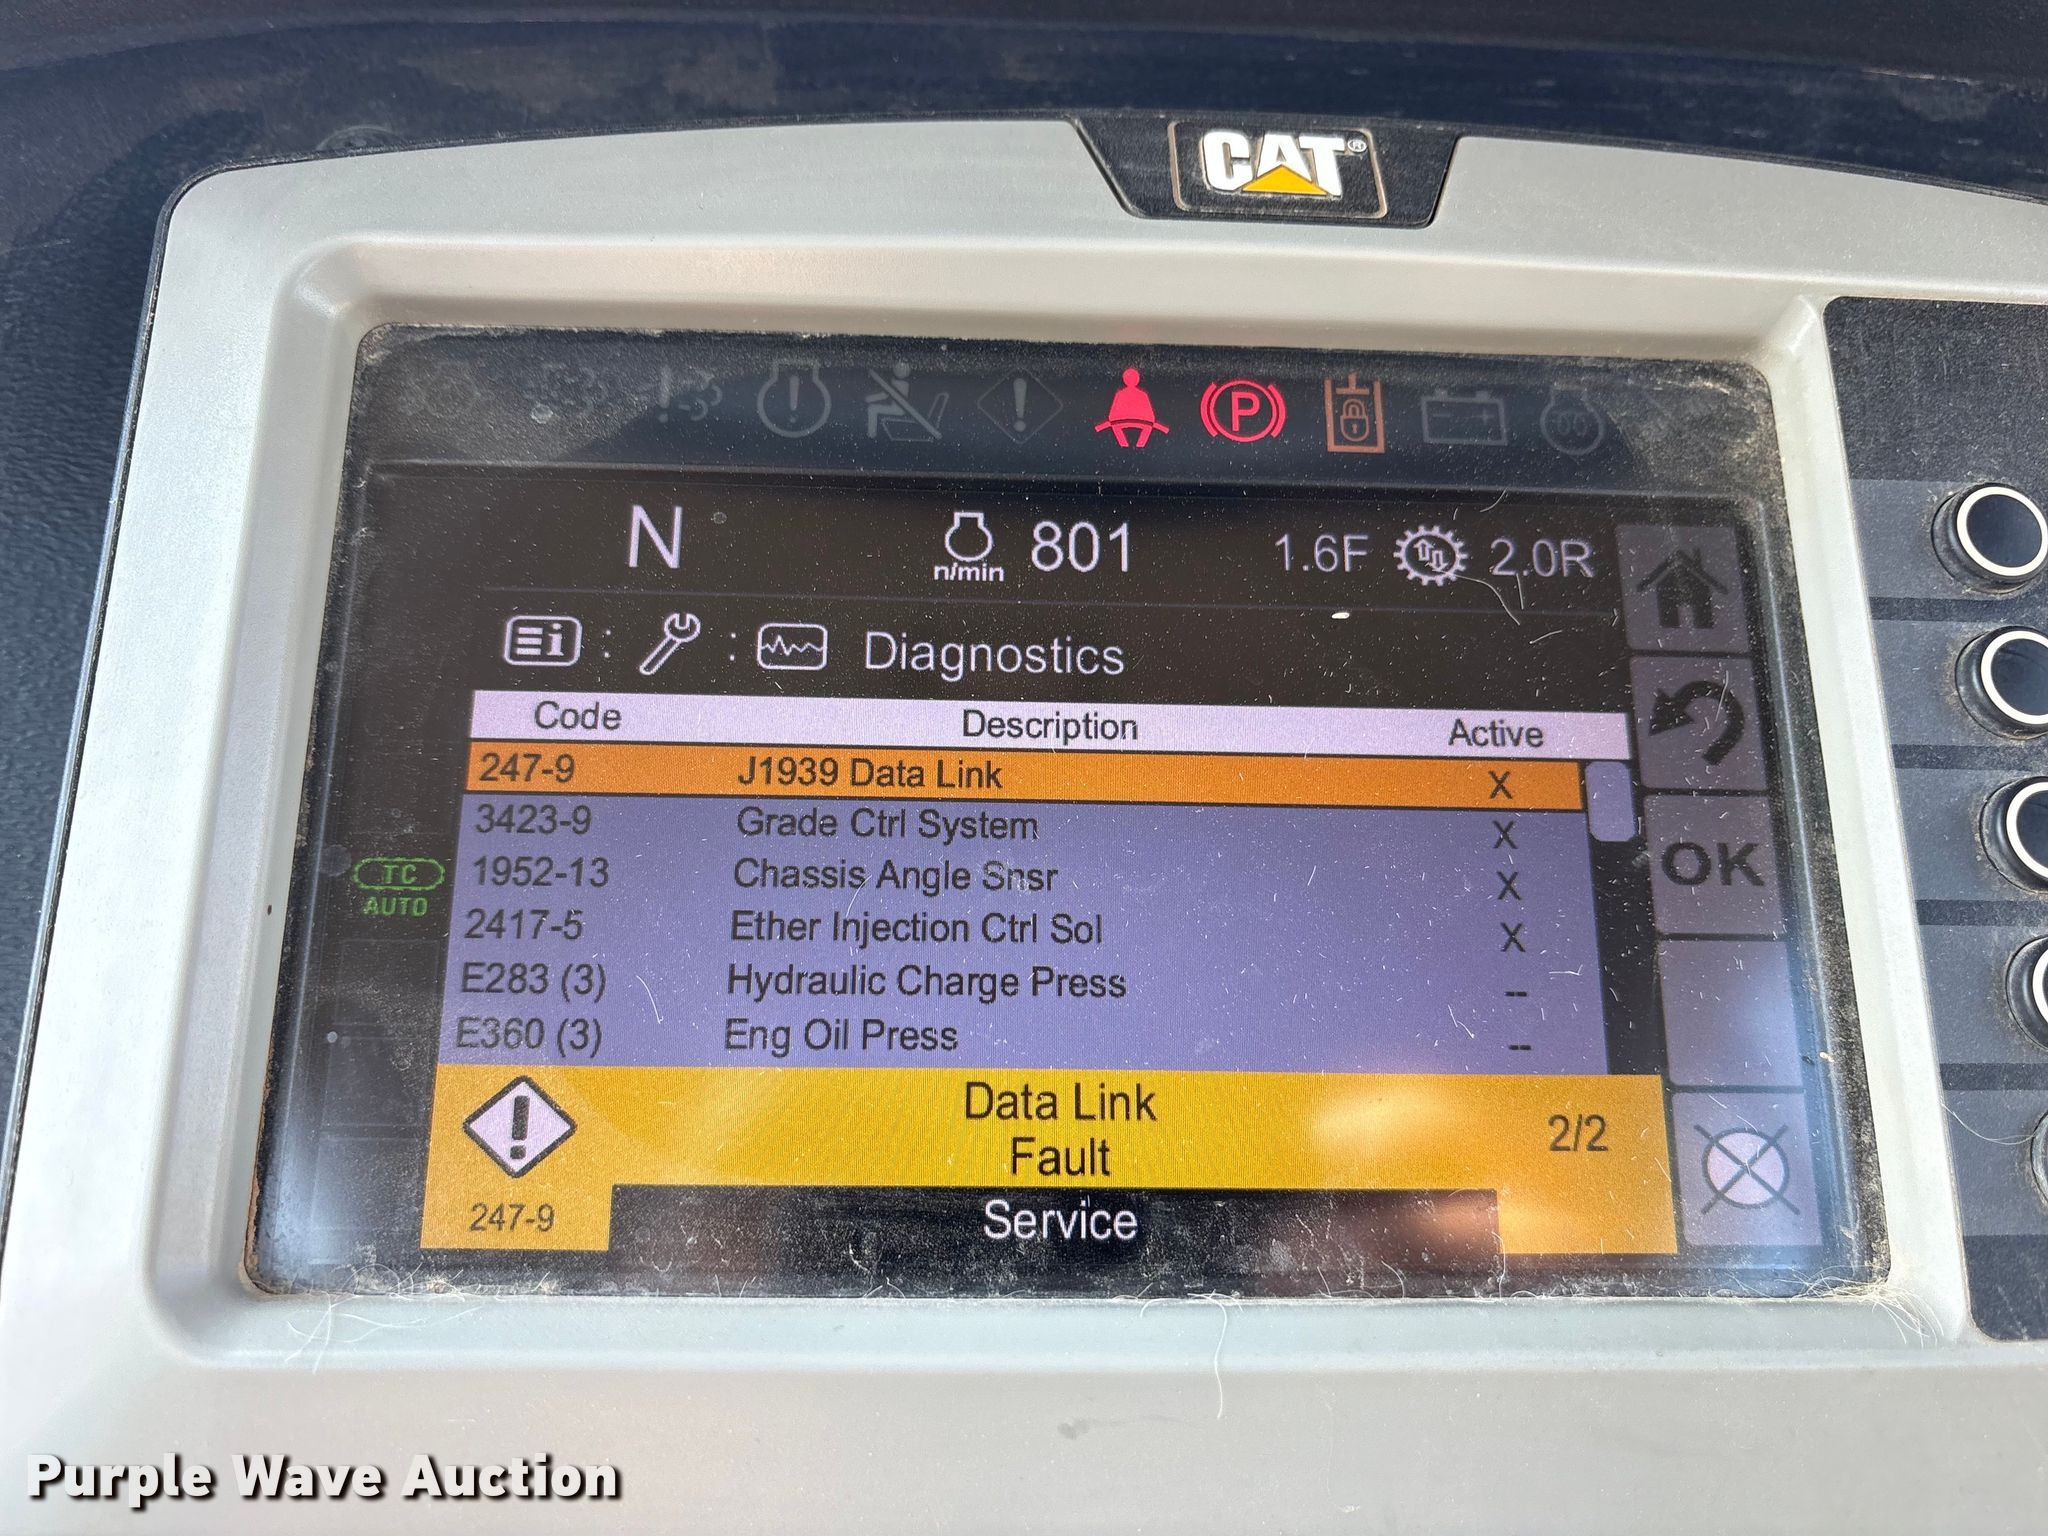 CAT®
N
n/min
801
1.6F
2.0R
Diagnostics
Code Description Active
247-9 J1939 Data Link X
3423-9 Grade Ctrl System X
1952-13 Chassis Angle Snsr X
2417-5 Ether Injection Ctrl Sol X
E283 (3) Hydraulic Charge Press --
E360 (3) Eng Oil Press --
TC
AUTO
OK
Data Link
Fault
2/2
247-9
Service
Purple Wave Auction